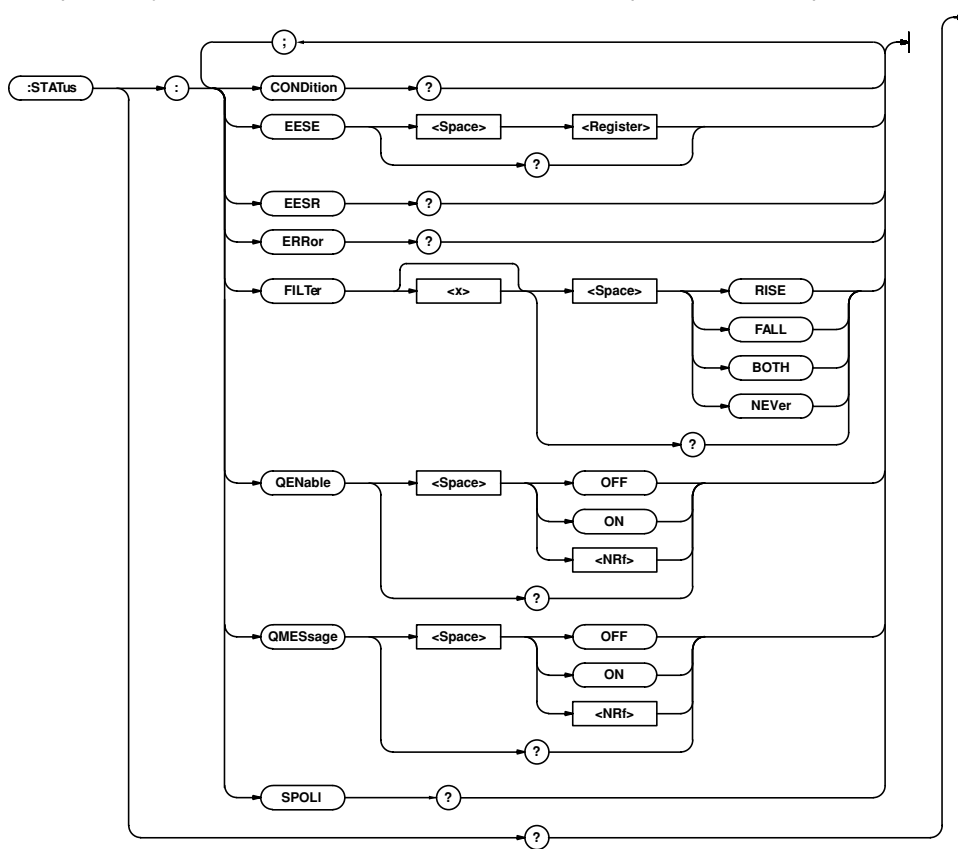 ;
:STATus : CONDition ?
EESE <Space> <Register>
?
EESR ?
ERRor ?
FILTer <x> <Space> RISE
FALL
BOTH
NEVer
?
QENable <Space> OFF
ON
<NRf>
?
QMESsage <Space> OFF
ON
<NRf>
?
SPOLI ?
?